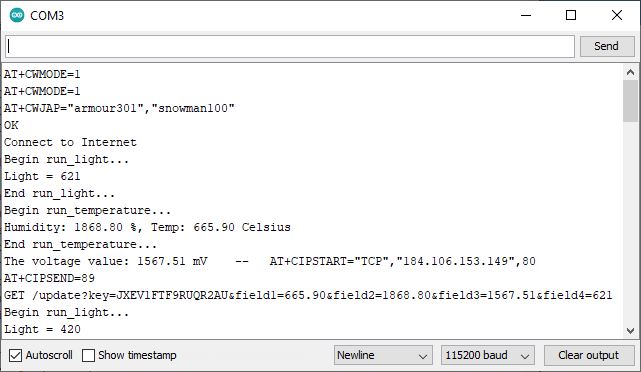 COM3
Send
AT+CWMODE=1
AT+CWMODE=1
AT+CWJAP="armour301","snowman100"
OK
Connect to Internet
Begin run_light...
Light = 621
End run_light...
Begin run_temperature...
Humidity: 1868.80 %, Temp: 665.90 Celsius
End run_temperature...
The voltage value: 1567.51 mV    --   AT+CIPSTART="TCP","184.106.153.149",80
AT+CIPSEND=89
GET /update?key=JXEV1FTF9RUQR2AU&field1=665.90&field2=1868.80&field3=1567.51&field4=621
Begin run_light...
Light = 420
Autoscroll Show timestamp Newline 115200 baud Clear output